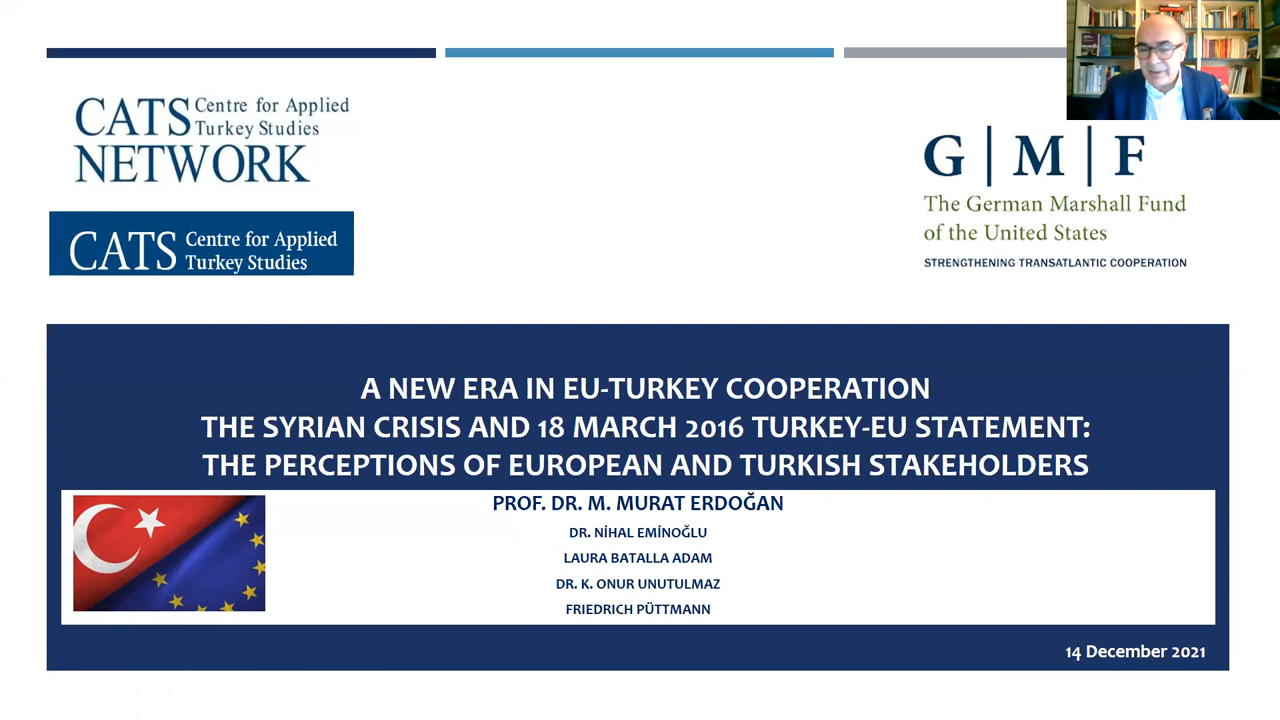 CATS Centre for Applied
Turkey Studies
NETWORK
CATS Centre for Applied
Turkey Studies
G | M | F
The German Marshall Fund
of the United States
STRENGTHENING TRANSATLANTIC COOPERATION
A NEW ERA IN EU-TURKEY COOPERATION
THE SYRIAN CRISIS AND 18 MARCH 2016 TURKEY-EU STATEMENT:
THE PERCEPTIONS OF EUROPEAN AND TURKISH STAKEHOLDERS
PROF. DR. M. MURAT ERDOĞAN
DR. NİHAL EMİNOĞLU
LAURA BATALLA ADAM
DR. K. ONUR UNUTULMAZ
FRIEDRICH PÜTTMANN
14 December 2021